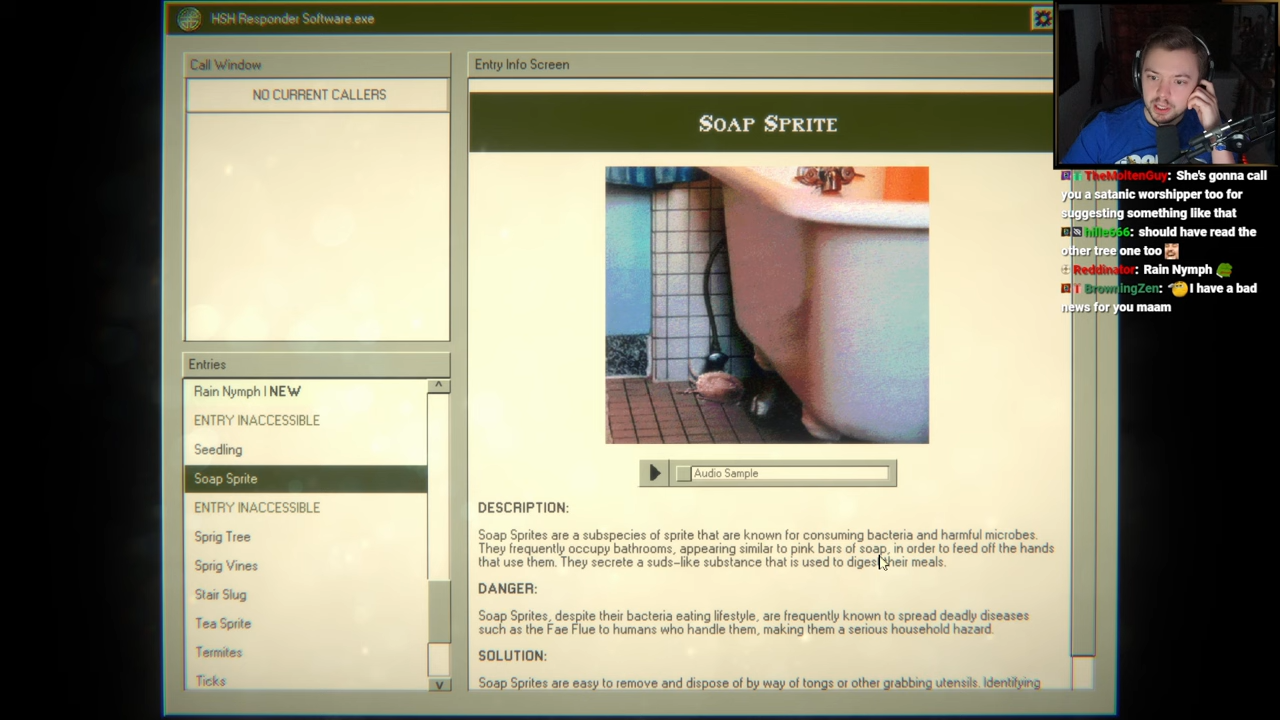 HSH Responder Software.exe
Call Window
NO CURRENT CALLERS
Entries
Rain Nymph | NEW
ENTRY INACCESSIBLE
Seedling
Soap Sprite
ENTRY INACCESSIBLE
Sprig Tree
Sprig Vines
Stair Slug
Tea Sprite
Termites
Ticks
Entry Info Screen
Soap Sprite
Audio Sample
DESCRIPTION:
Soap Sprites are a subspecies of sprite that are known for consuming bacteria and harmful microbes.
They frequently occupy bathrooms, appearing similar to pink bars of soap, in order to feed off the hands
that use them. They secrete a suds-like substance that is used to digest their meals.
DANGER:
Soap Sprites, despite their bacteria eating lifestyle, are frequently known to spread deadly diseases
such as the Fae Flue to humans who handle them, making them a serious household hazard.
SOLUTION:
Soap Sprites are easy to remove and dispose of by way of tongs or other grabbing utensils. Identifying
TheMoltenGuy: She's gonna call
you a satanic worshipper too for
suggesting something like that
hille666: should have read the
other tree one too
Reddinator: Rain Nymph
BrowningZen: I have a bad
news for you maam